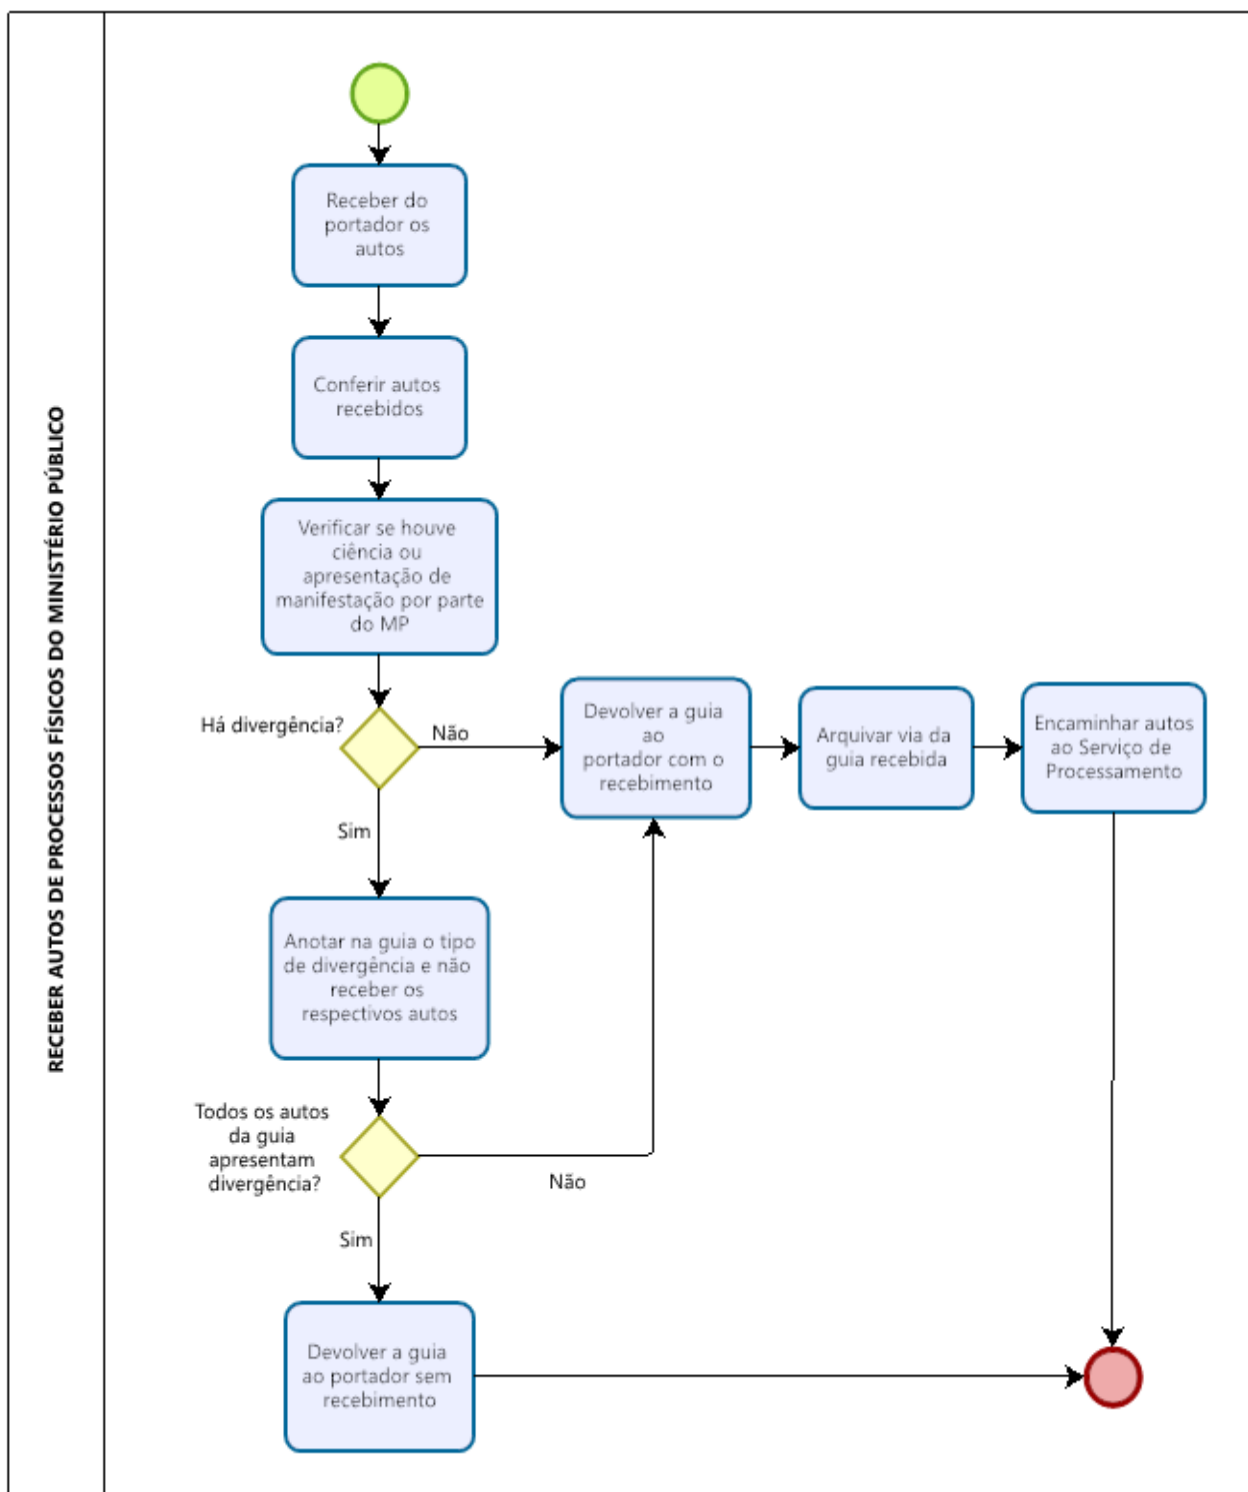 RECEBER AUTOS DE PROCESSOS FÍSICOS DO MINISTÉRIO PÚBLICO
Receber do
portador os
autos
Conferir autos
recebidos
Verificar se houve
ciência ou
apresentação de
manifestação por parte
do MP
Há divergência?
Não
Devolver a guia
ao
portador com o
recebimento
Arquivar via da
guia recebida
Encaminhar autos
ao Serviço de
Processamento
Sim
Anotar na guia o tipo
de divergência e não
receber os
respectivos autos
Todos os autos
da guia
apresentam
divergência?
Não
Sim
Devolver a guia
ao portador sem
recebimento